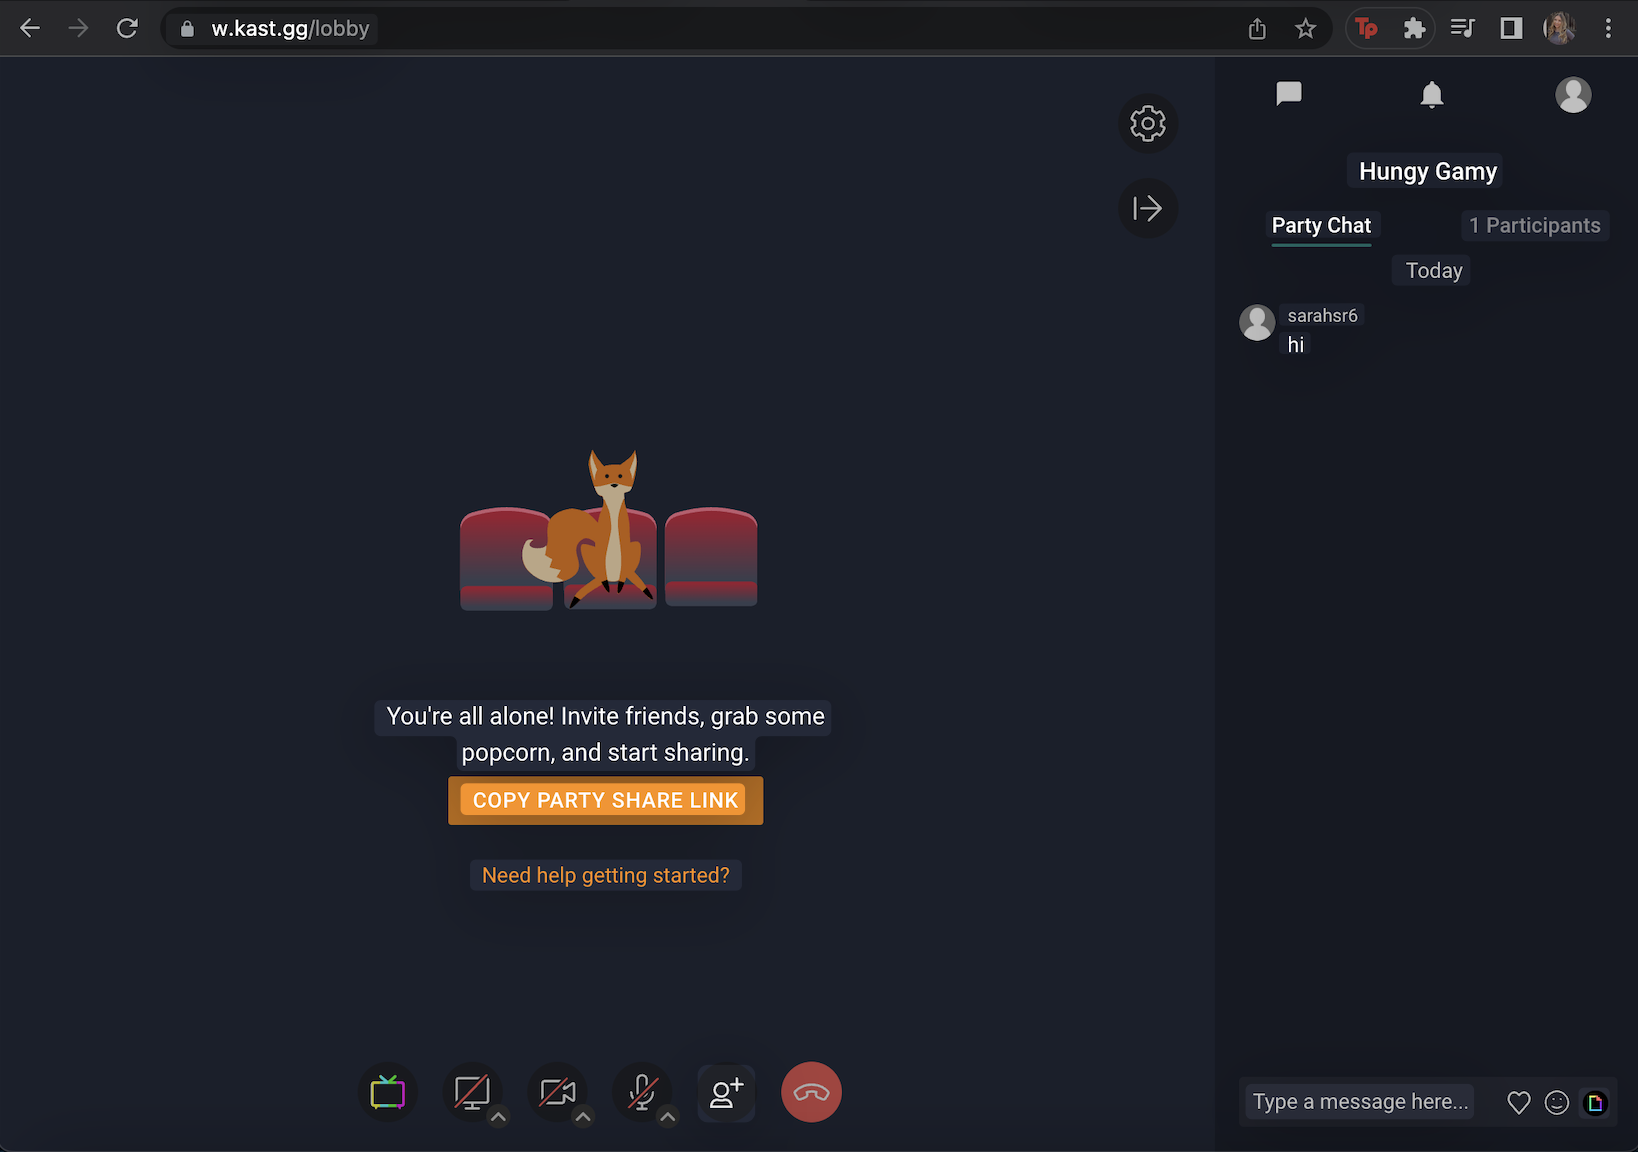 w.kast.gg/lobby
Tp
Hungy Gamy
Party Chat
1 Participants
Today
sarahsr6
hi
You're all alone! Invite friends, grab some
popcorn, and start sharing.
COPY PARTY SHARE LINK
Need help getting started?
Type a message here...